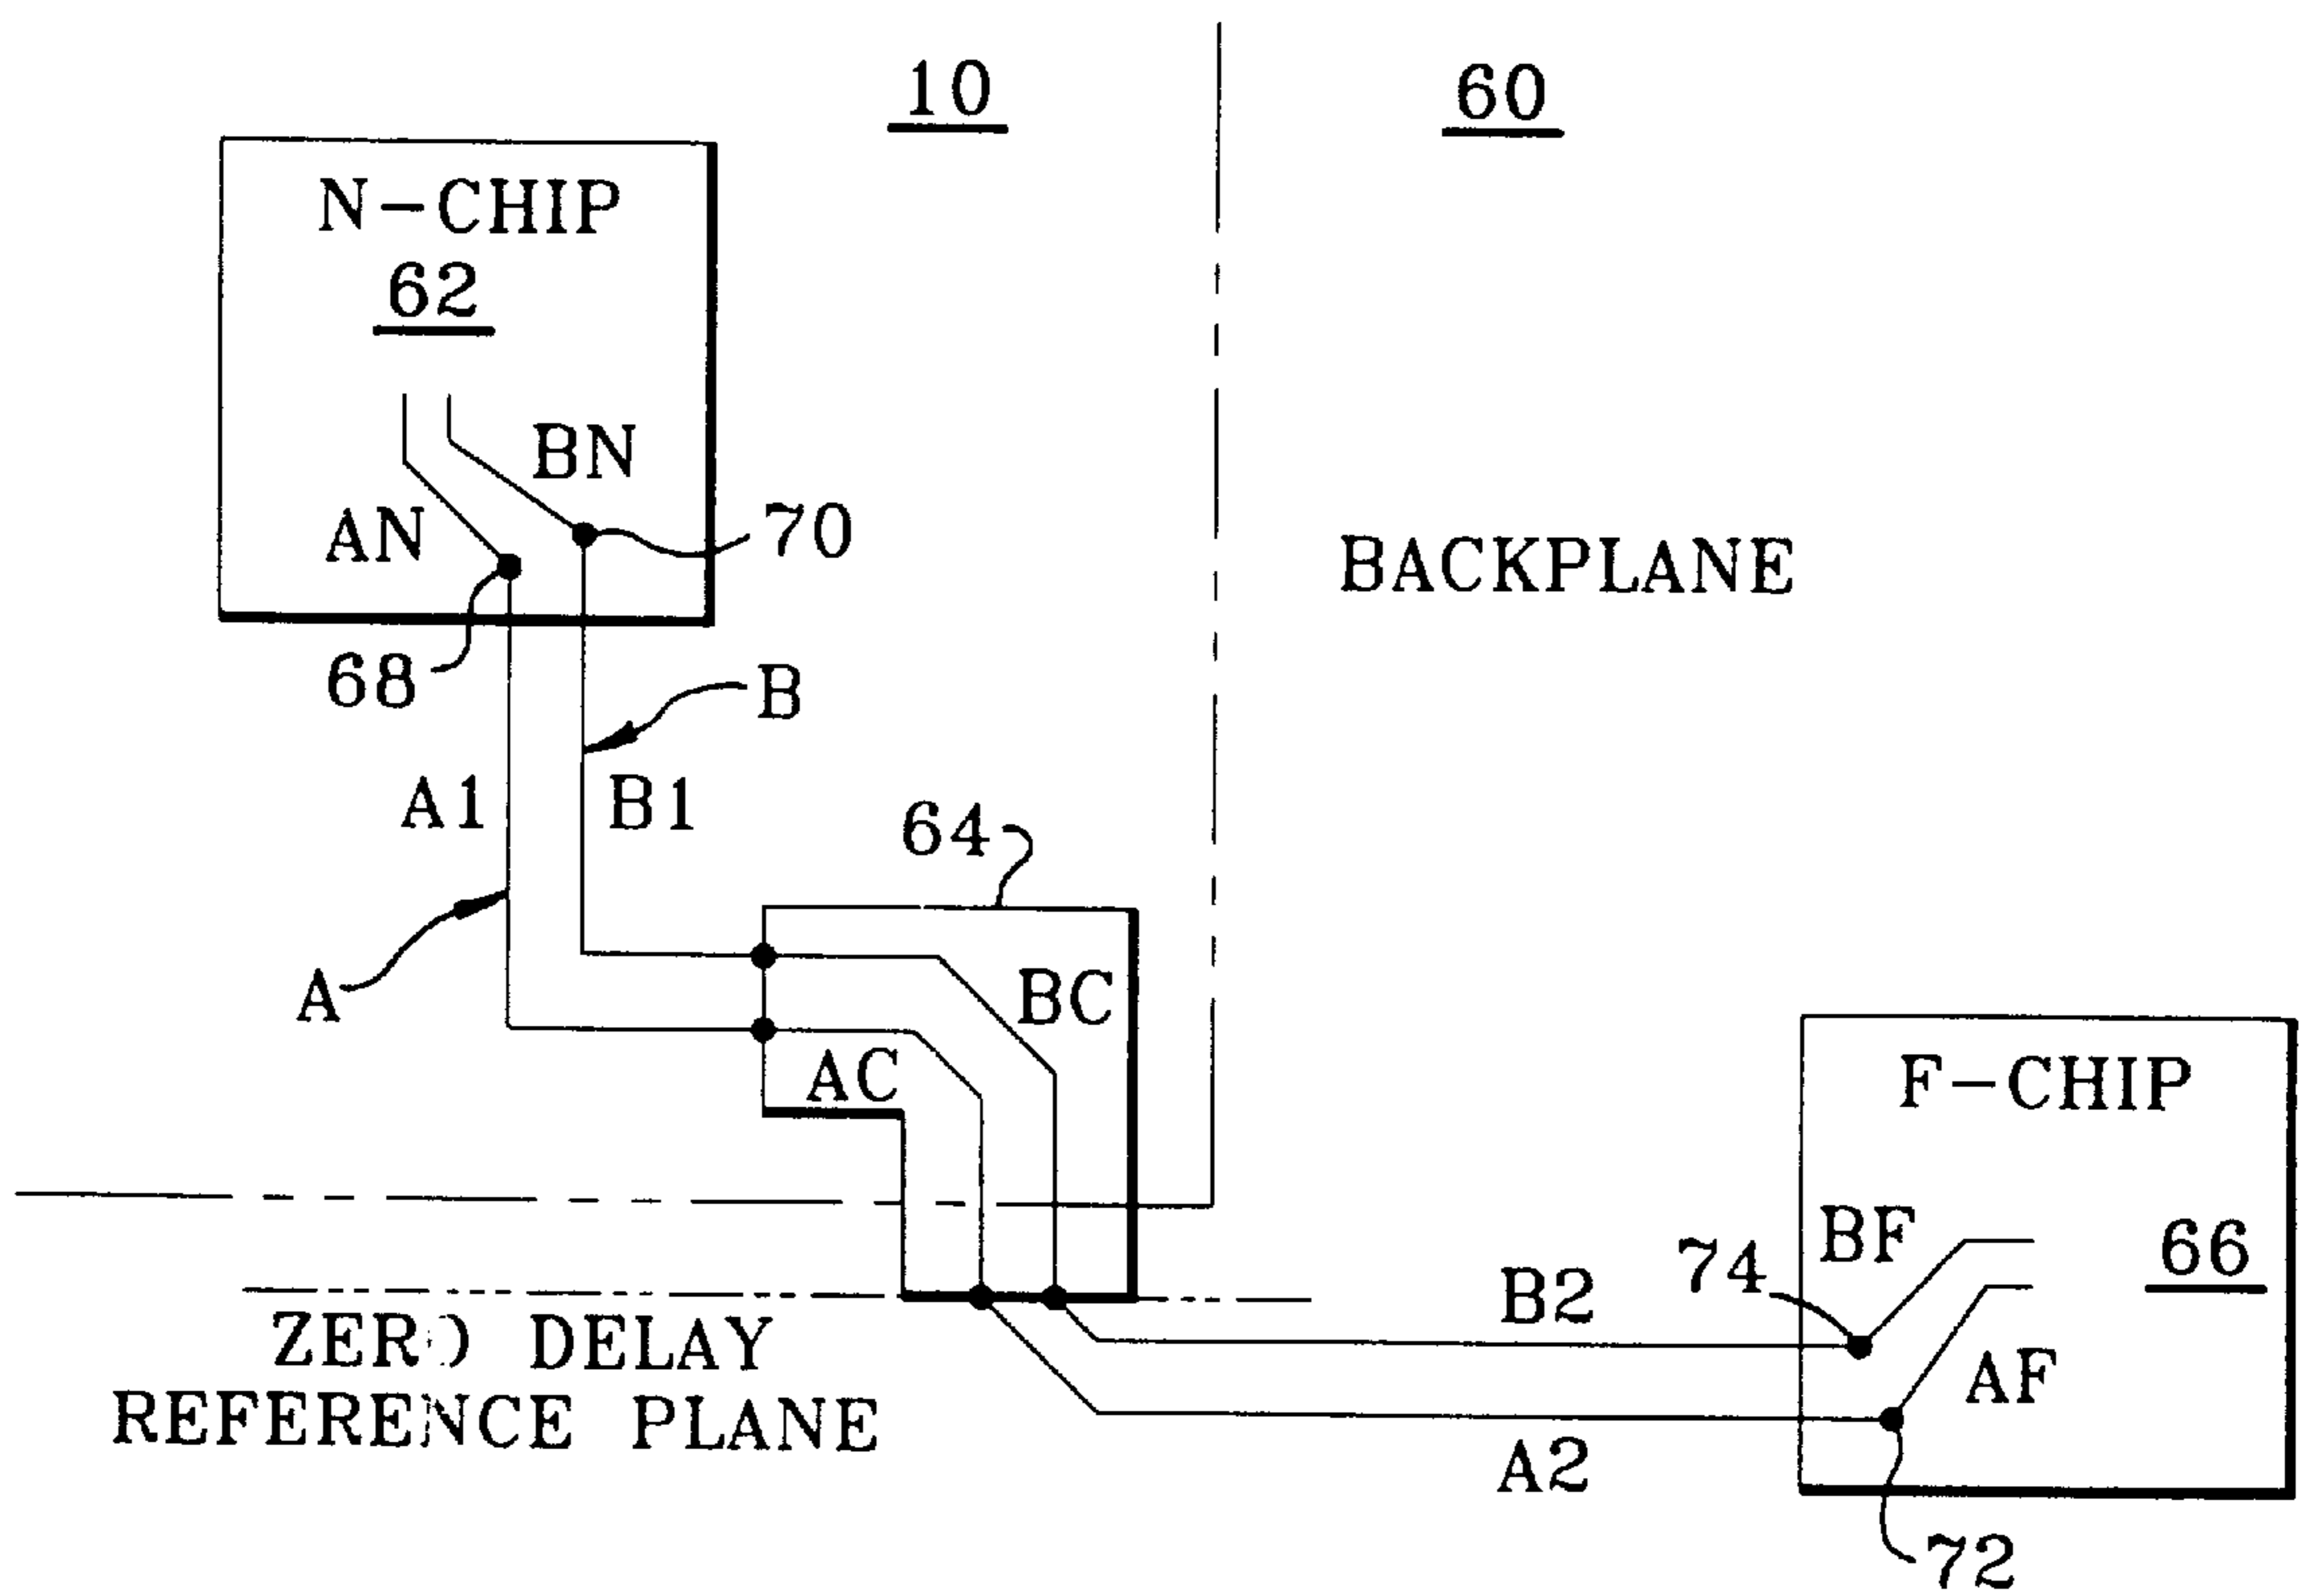 10
60
N-CHIP
62
BN
AN
70
BACKPLANE
68
B
A1
B1
64
A
BC
AC
F-CHIP
BF
66
74
B2
ZERO DELAY
REFERENCE PLANE
AF
A2
72